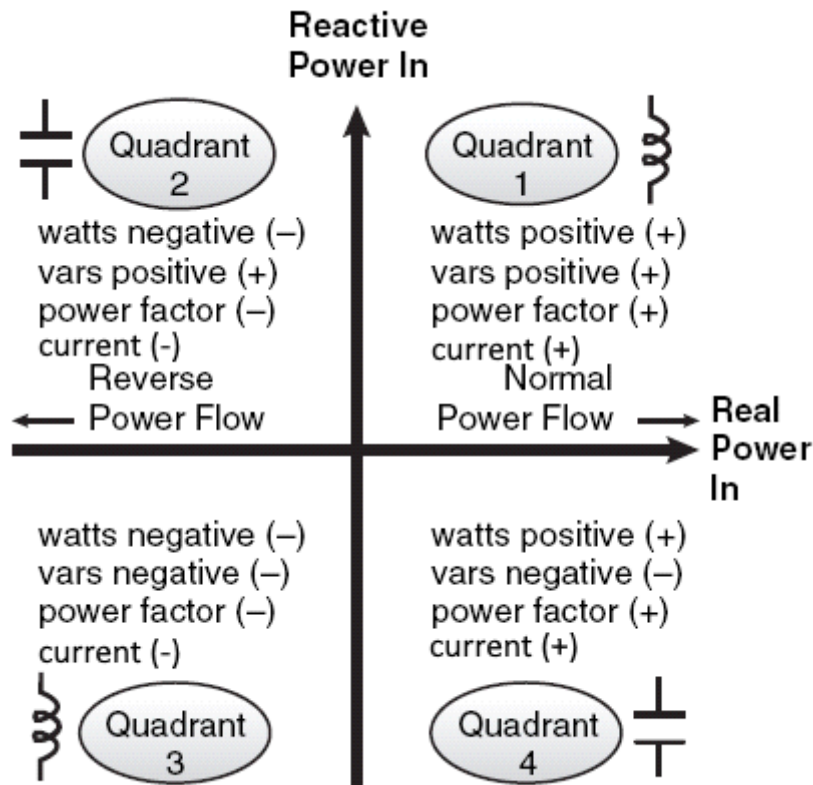 Reactive
Power In
Quadrant
2
watts negative (–)
vars positive (+)
power factor (–)
current (-)
Reverse
Power Flow
Quadrant
1
watts positive (+)
vars positive (+)
power factor (+)
current (+)
Normal
Power Flow
Real
Power
In
watts negative (–)
vars negative (–)
power factor (–)
current (-)
Quadrant
3
watts positive (+)
vars negative (–)
power factor (+)
current (+)
Quadrant
4